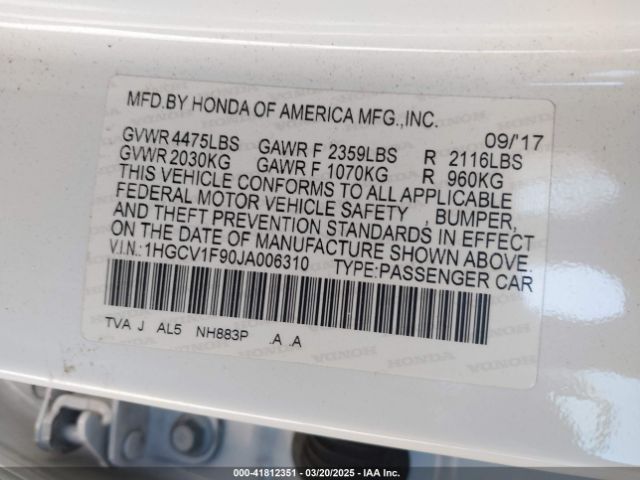 MFD.BY HONDA OF AMERICA MFG.,INC.
09/'17
GVWR 4475LBS GAWR F 2359LBS R 2116LBS
GVWR 2030KG GAWR F 1070KG R 960KG
THIS VEHICLE CONFORMS TO ALL APPLICABLE
FEDERAL MOTOR VEHICLE SAFETY , BUMPER,
AND THEFT PREVENTION STANDARDS IN EFFECT
ON THE DATE OF MANUFACTURE SHOWN ABOVE.
V.I.N.:1HGCV1F90JA006310 TYPE:PASSENGER CAR
TVA J AL5 NH883P .A .A
000-41812351 — 03/20/2025 — IAA Inc.